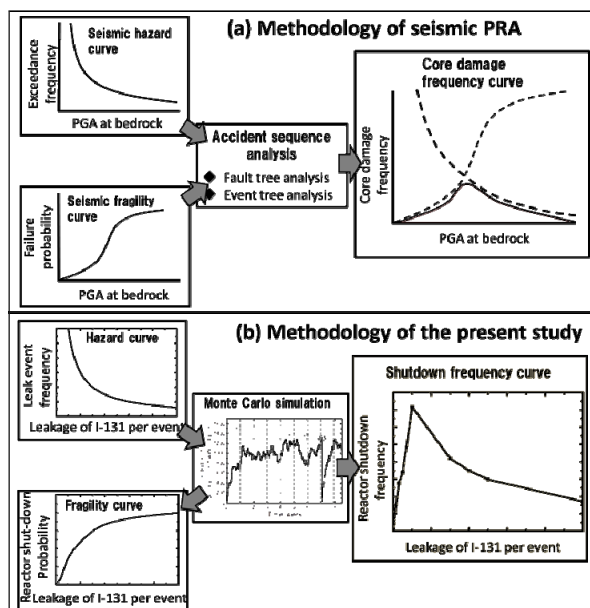 (a) Methodology of seismic PRA
Seismic hazard
curve
Exceedance
frequency
PGA at bedrock
Seismic fragility
curve
Failure
probability
PGA at bedrock
Accident sequence
analysis
Fault tree analysis
Event tree analysis
Core damage
frequency curve
Core damage
frequency
PGA at bedrock
(b) Methodology of the present study
Hazard curve
Leak event
frequency
Leakage of I-131 per event
Fragility curve
Reactor shut-down
Probability
Leakage of I-131 per event
Monte Carlo simulation
Shutdown frequency curve
Reactor shutdown
frequency
Leakage of I-131 per event